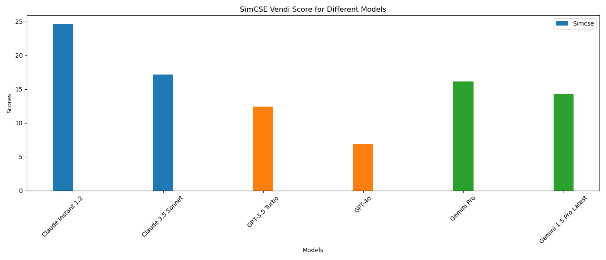 SimCSE Vendi Score for Different Models
Simcse
Scores
25
20
15
10
5
0
Claude Instant 1.2
Claude 3.5 Sonnet
GPT-3.5 Turbo
GPT-4o
Gemini Pro
Gemini 1.5 Pro Latest
Models